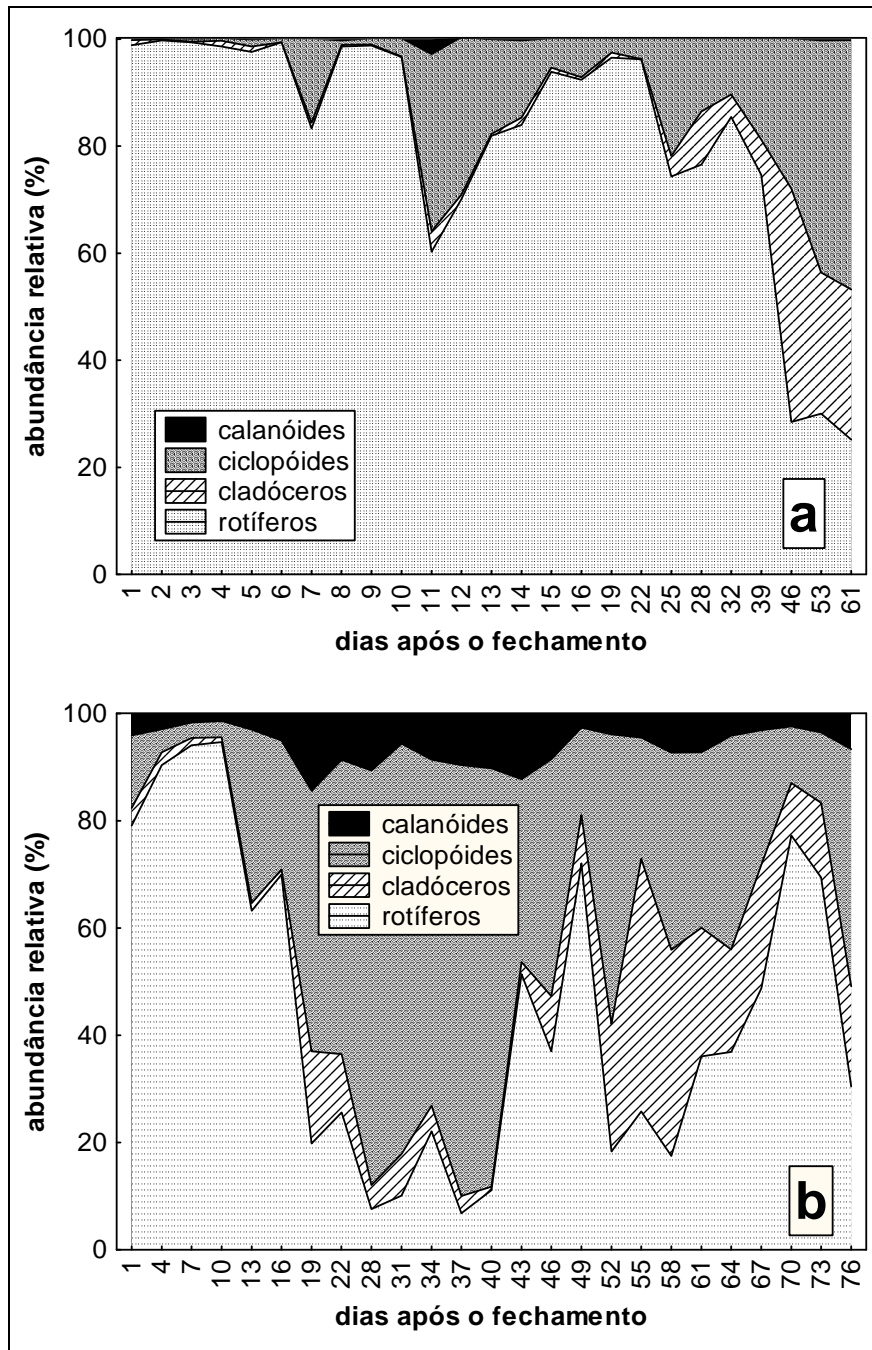 abundância relativa (%)
100
80
60
40
20
0
calanóides
ciclopóides
cladóceros
rotíferos
a
1 2 3 4 5 6 7 8 9 10 11 12 13 14 15 16 19 22 25 28 32 39 46 53 61
dias após o fechamento
abundância relativa (%)
100
80
60
40
20
0
calanóides
ciclopóides
cladóceros
rotíferos
b
1 4 7 10 13 16 19 22 28 31 34 37 40 43 46 49 52 55 58 61 64 67 70 73 76
dias após o fechamento